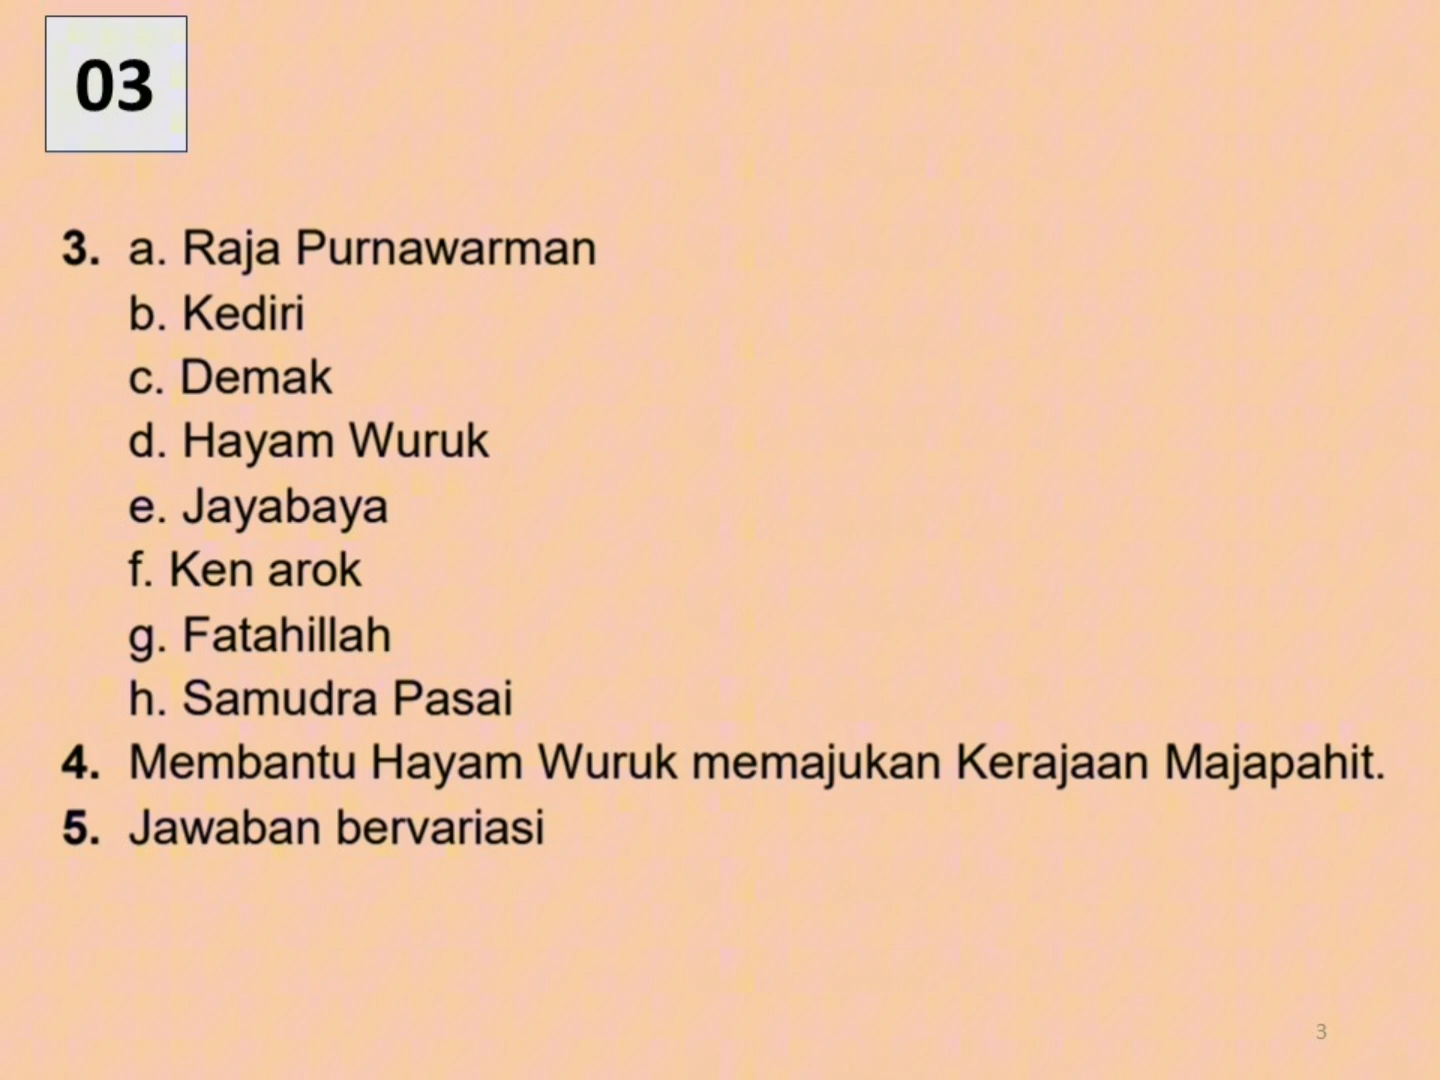 03
3. a. Raja Purnawarman
b. Kediri
c. Demak
d. Hayam Wuruk
e. Jayabaya
f. Ken arok
g. Fatahillah
h. Samudra Pasai
4. Membantu Hayam Wuruk memajukan Kerajaan Majapahit.
5. Jawaban bervariasi
3